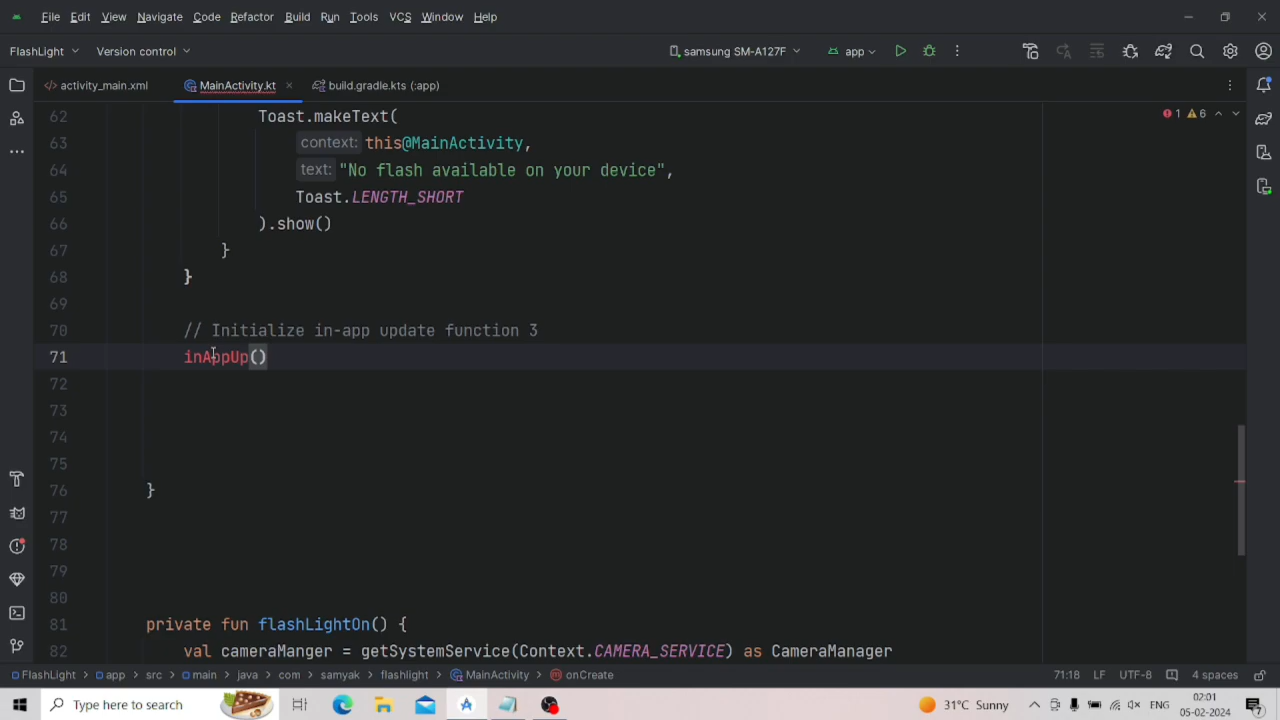 File Edit View Navigate Code Refactor Build Run Tools VCS Window Help
FlashLight Version control samsung SM-A127F app
activity_main.xml MainActivity.kt build.gradle.kts (:app)
62 Toast.makeText( 1 6
63 context: this@MainActivity,
64 text: "No flash available on your device",
65 Toast.LENGTH_SHORT
66 ).show()
67 }
68 }
69
70 // Initialize in-app update function 3
71 inAppUp()
72
73
74
75
76 }
77
78
79
80
81 private fun flashLightOn() {
82 val cameraManger = getSystemService(Context.CAMERA_SERVICE) as CameraManager
FlashLight app src main java com samyak flashlight MainActivity onCreate 71:18 LF UTF-8 4 spaces
Type here to search 31°C Sunny ENG 02:01
05-02-2024 7